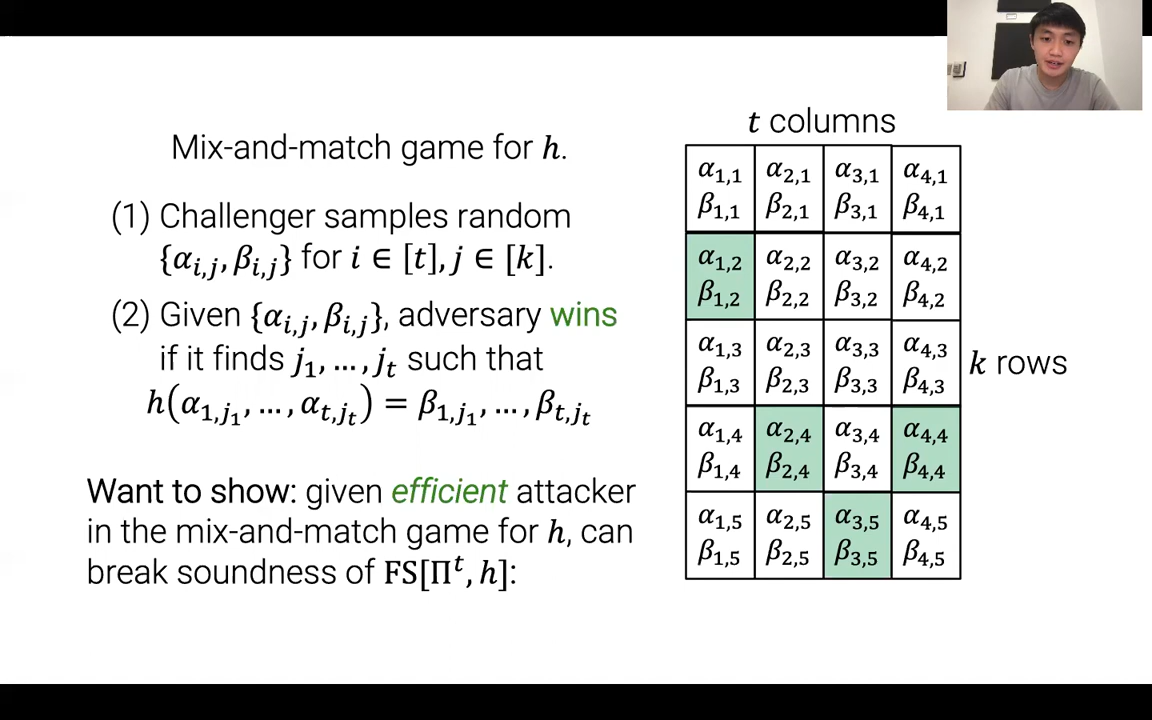 Mix-and-match game for h.
(1) Challenger samples random
{α_{i,j}, β_{i,j}} for i ∈ [t], j ∈ [k].
(2) Given {α_{i,j}, β_{i,j}}, adversary wins
if it finds j_1, …, j_t such that
h(α_{1,j_1}, …, α_{t,j_t}) = β_{1,j_1}, …, β_{t,j_t}
Want to show: given efficient attacker
in the mix-and-match game for h, can
break soundness of FS[Π^t, h]:
t columns
α_{1,1} α_{2,1} α_{3,1} α_{4,1}
β_{1,1} β_{2,1} β_{3,1} β_{4,1}
α_{1,2} α_{2,2} α_{3,2} α_{4,2}
β_{1,2} β_{2,2} β_{3,2} β_{4,2}
α_{1,3} α_{2,3} α_{3,3} α_{4,3}
β_{1,3} β_{2,3} β_{3,3} β_{4,3}
k rows
α_{1,4} α_{2,4} α_{3,4} α_{4,4}
β_{1,4} β_{2,4} β_{3,4} β_{4,4}
α_{1,5} α_{2,5} α_{3,5} α_{4,5}
β_{1,5} β_{2,5} β_{3,5} β_{4,5}